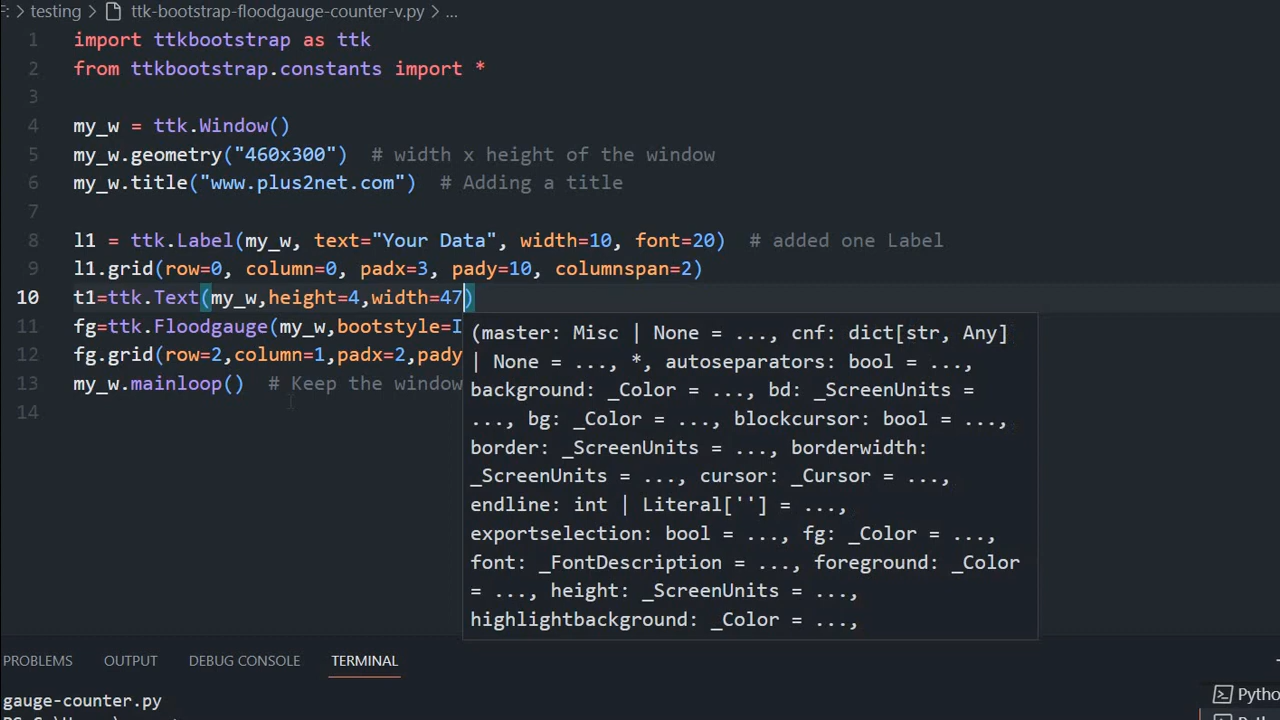 F: > testing > ttk-bootstrap-floodgauge-counter-v.py > ...
1 import ttkbootstrap as ttk
2 from ttkbootstrap.constants import *
3
4 my_w = ttk.Window()
5 my_w.geometry("460x300")  # width x height of the window
6 my_w.title("www.plus2net.com")  # Adding a title
7
8 l1 = ttk.Label(my_w, text="Your Data", width=10, font=20)  # added one Label
9 l1.grid(row=0, column=0, padx=3, pady=10, columnspan=2)
10 t1=ttk.Text(my_w,height=4,width=47)
11 fg=ttk.Floodgauge(my_w,bootstyle=I
12 fg.grid(row=2,column=1,padx=2,pady
13 my_w.mainloop()  # Keep the window
14
(master: Misc | None = ..., cnf: dict[str, Any]
| None = ..., *, autoseparators: bool = ...,
background: _Color = ..., bd: _ScreenUnits =
..., bg: _Color = ..., blockcursor: bool = ...,
border: _ScreenUnits = ..., borderwidth:
_ScreenUnits = ..., cursor: _Cursor = ...,
endline: int | Literal[''] = ...,
exportselection: bool = ..., fg: _Color = ...,
font: _FontDescription = ..., foreground: _Color
= ..., height: _ScreenUnits = ...,
highlightbackground: _Color = ...,
PROBLEMS OUTPUT DEBUG CONSOLE TERMINAL
gauge-counter.py
Pytho